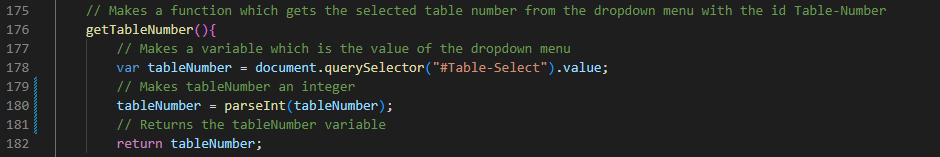 175 // Makes a function which gets the selected table number from the dropdown menu with the id Table-Number
176 getTableNumber(){
177 // Makes a variable which is the value of the dropdown menu
178 var tableNumber = document.querySelector("#Table-Select").value;
179 // Makes tableNumber an integer
180 tableNumber = parseInt(tableNumber);
181 // Returns the tableNumber variable
182 return tableNumber;